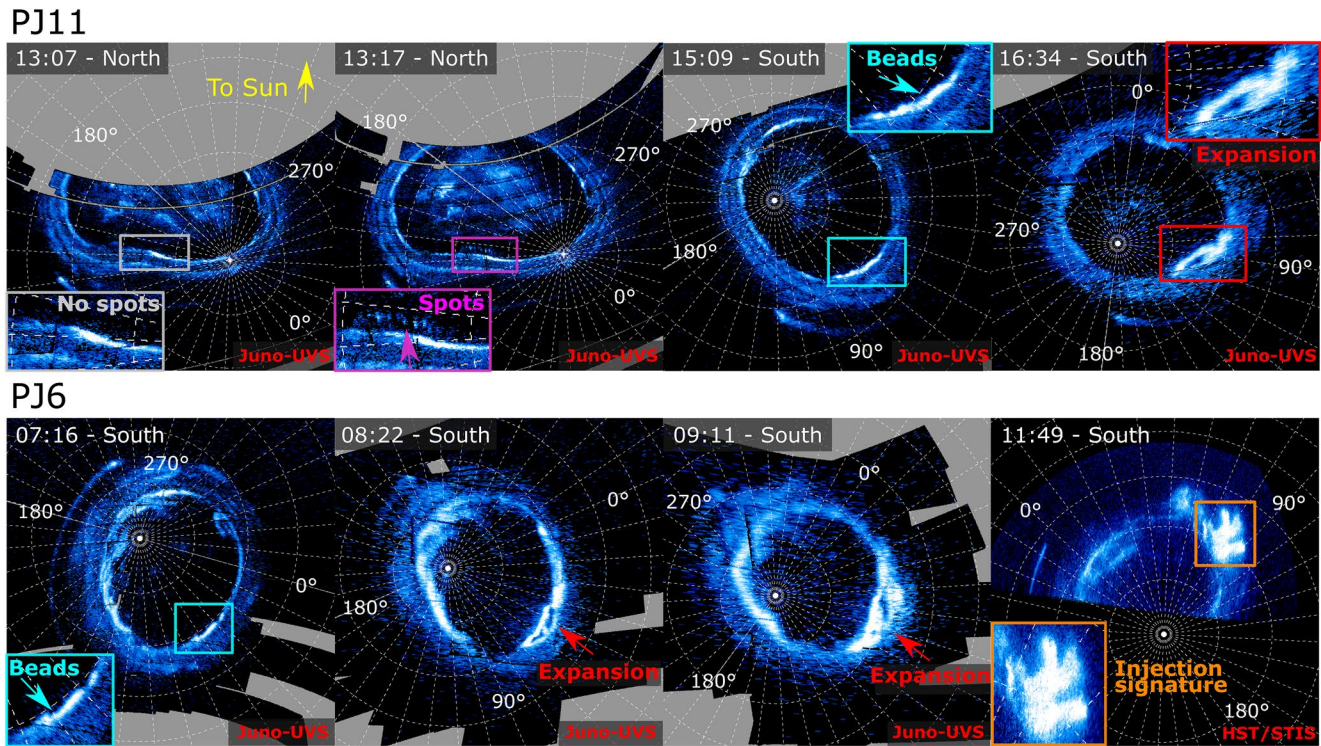 PJ11
13:07 - North
To Sun
180°
270°
No spots
0°
Juno-UVS
13:17 - North
180°
270°
Spots
0°
Juno-UVS
15:09 - South
Beads
270°
180°
90°
Juno-UVS
16:34 - South
0°
Expansion
270°
90°
180°
Juno-UVS
PJ6
07:16 - South
270°
180°
0°
Beads
Juno-UVS
08:22 - South
0°
180°
Expansion
90°
Juno-UVS
09:11 - South
0°
270°
Expansion
180°
Juno-UVS
11:49 - South
90°
0°
Injection
signature
180°
HST/STIS